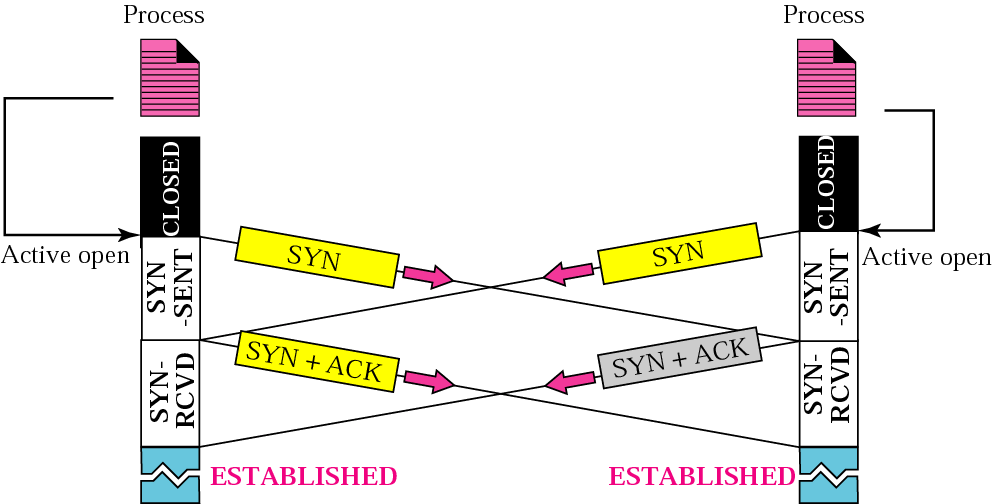 Process
Process
CLOSED
CLOSED
Active open
Active open
SYN
SYN
SYN
-SENT
SYN
-SENT
SYN + ACK
SYN + ACK
SYN-
RCVD
SYN-
RCVD
ESTABLISHED
ESTABLISHED